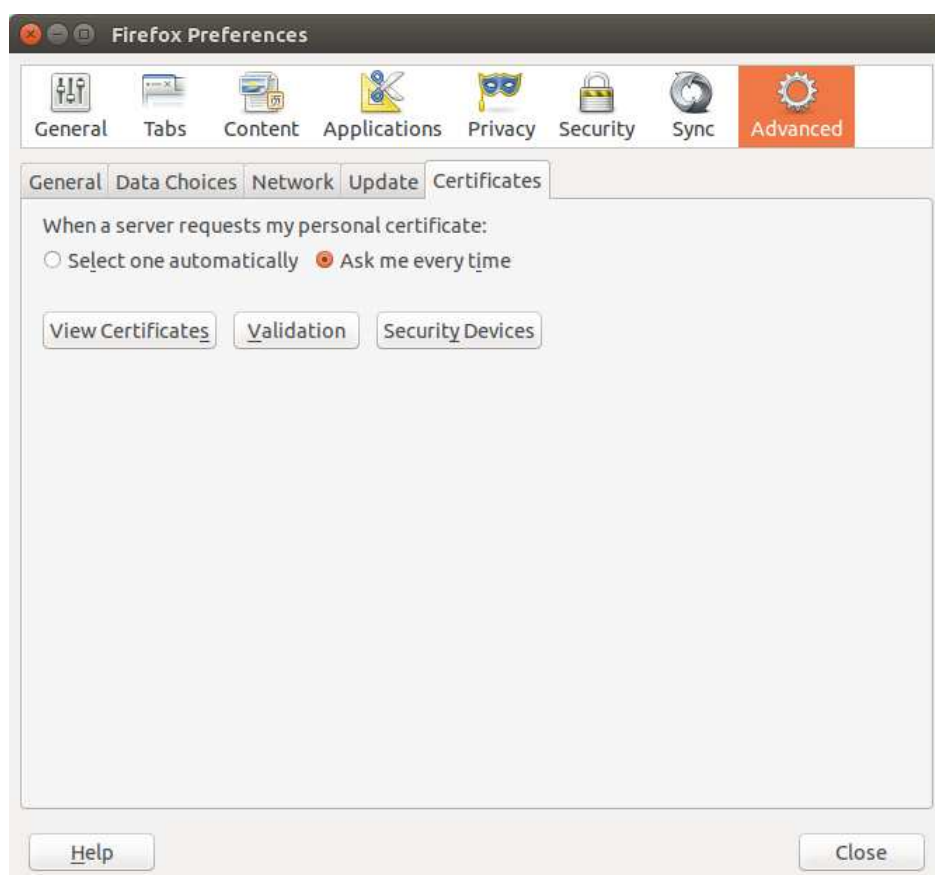 Firefox Preferences
General Tabs Content Applications Privacy Security Sync Advanced
General Data Choices Network Update Certificates
When a server requests my personal certificate:
Select one automatically Ask me every time
View Certificates Validation Security Devices
Help Close